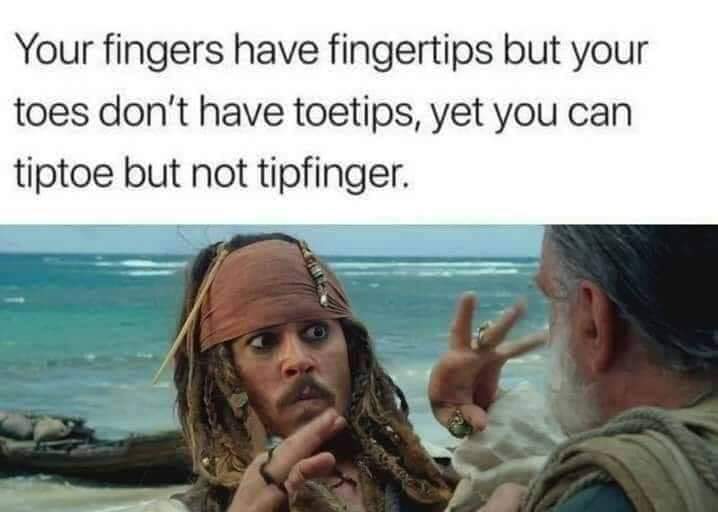 Your fingers have fingertips but your
toes don't have toetips, yet you can
tiptoe but not tipfinger.